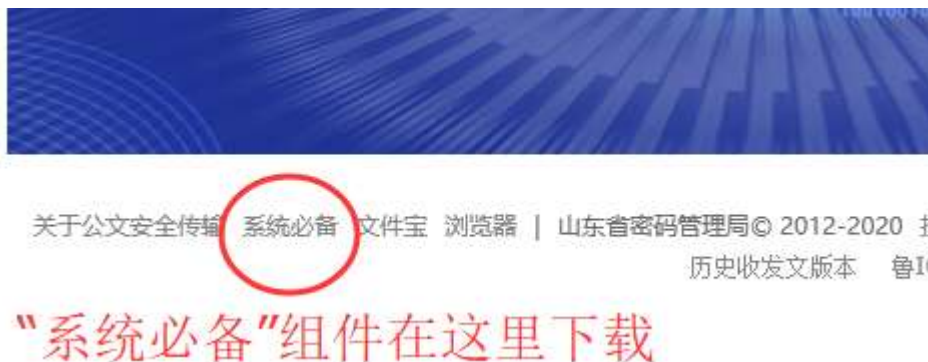 关于公文安全传输 系统必备 文件宝 浏览器 | 山东省密码管理局© 2012-2020
历史收发文版本 鲁
"系统必备"组件在这里下载